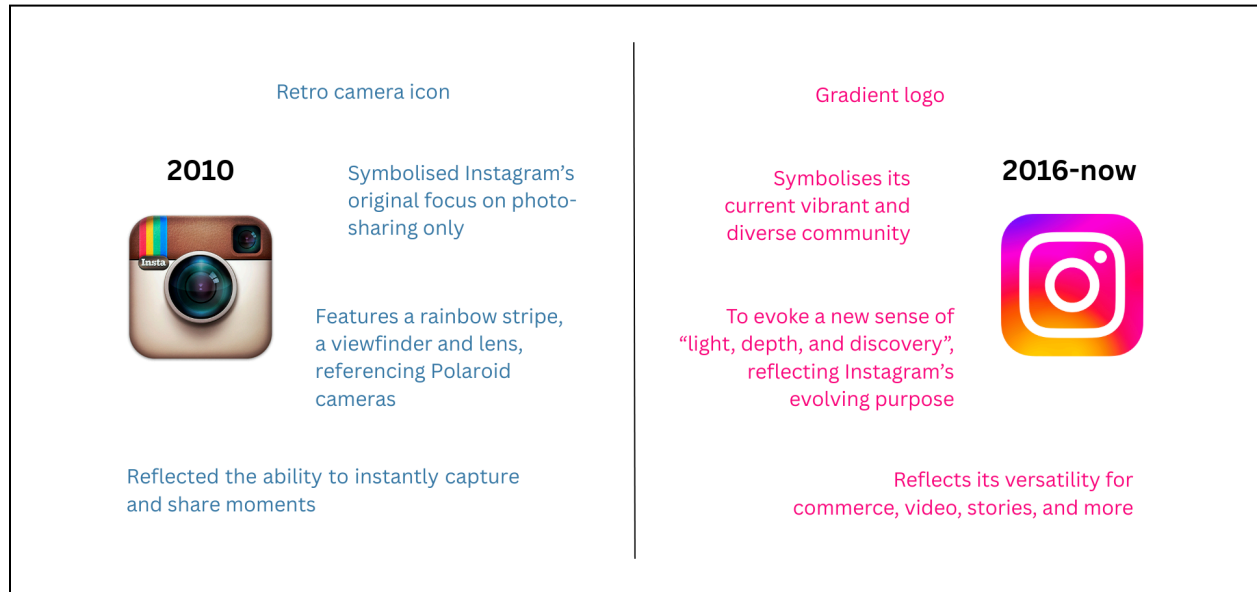 Retro camera icon
2010
Symbolised Instagram's
original focus on photo-
sharing only
Insta
Features a rainbow stripe,
a viewfinder and lens,
referencing Polaroid
cameras
Reflected the ability to instantly capture
and share moments
Gradient logo
2016-now
Symbolises its
current vibrant and
diverse community
To evoke a new sense of
“light, depth, and discovery”,
reflecting Instagram’s
evolving purpose
Reflects its versatility for
commerce, video, stories, and more